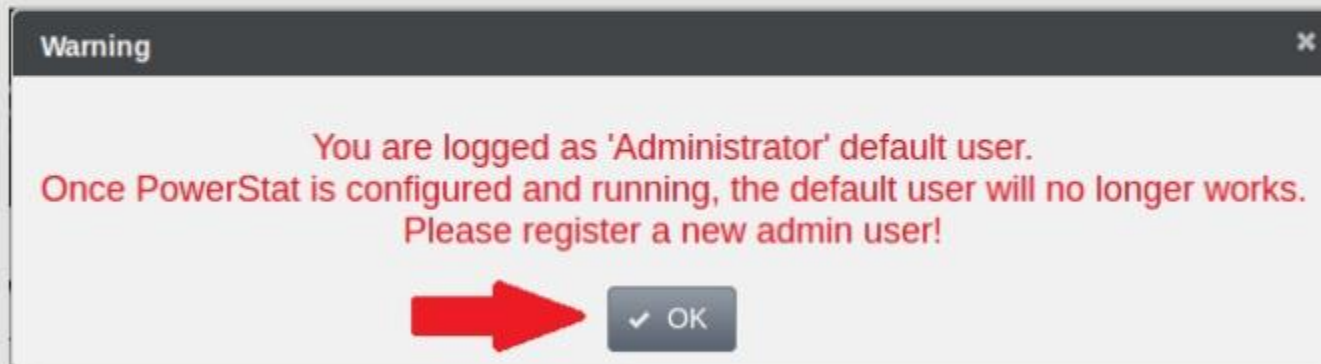 Warning
You are logged as 'Administrator' default user.
Once PowerStat is configured and running, the default user will no longer works.
Please register a new admin user!
OK